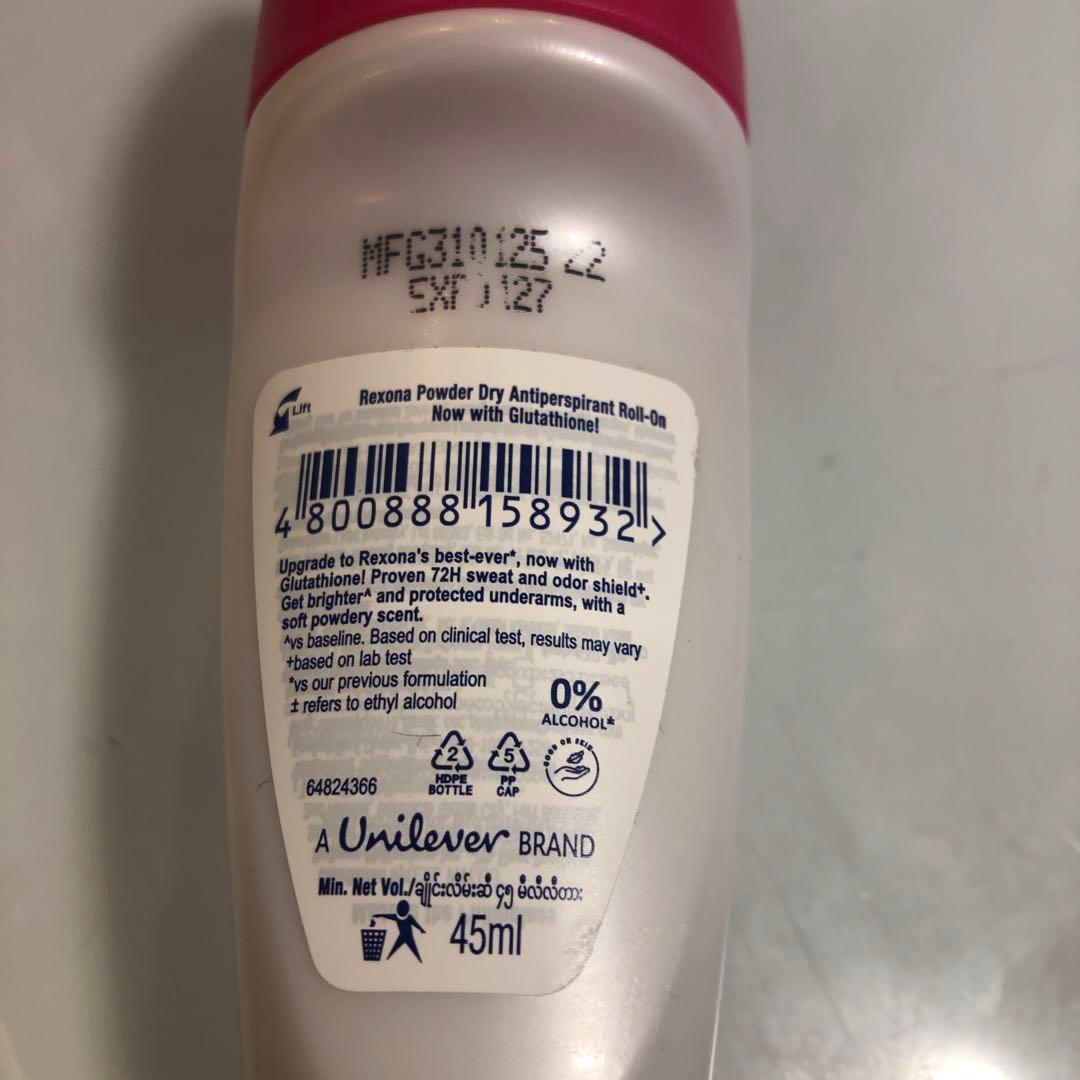 MFG310125 22
EXP 0127
Lift
Rexona Powder Dry Antiperspirant Roll-On
Now with Glutathione!
4 800888 158932 >
Upgrade to Rexona's best-ever*, now with
Glutathione! Proven 72H sweat and odor shield+.
Get brighter^ and protected underarms, with a
soft powdery scent.
^vs baseline. Based on clinical test, results may vary
+based on lab test
*vs our previous formulation
± refers to ethyl alcohol
0%
ALCOHOL±
2
HDPE
BOTTLE
5
PP
CAP
64824366
A Unilever BRAND
Min. Net Vol./ချိုင်းလိမ်းဆီ ၄၅ မီလီလီတား
45ml